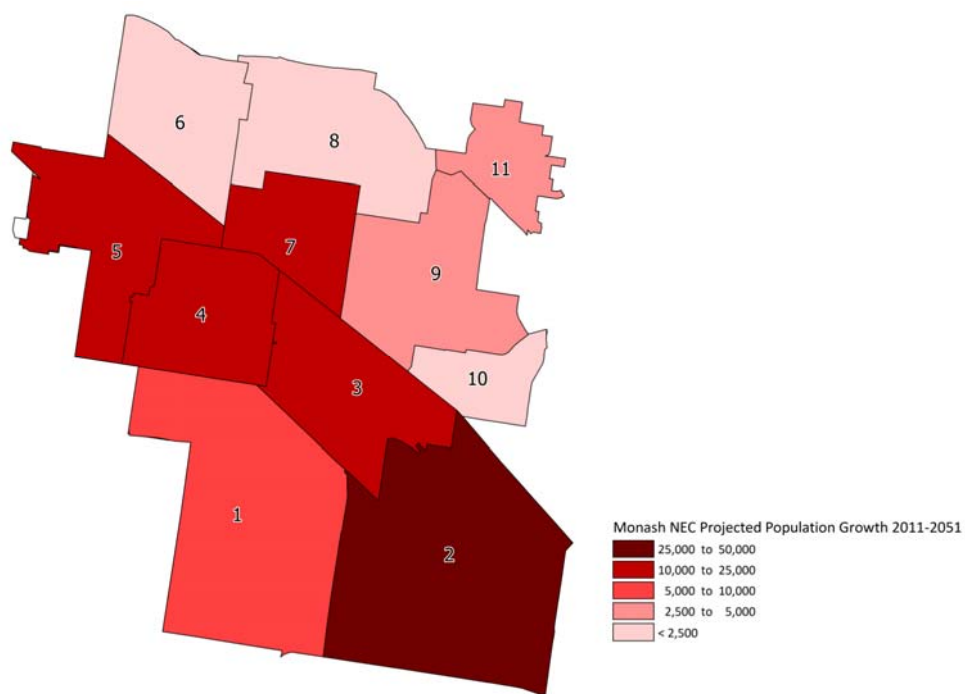 6
8
11
5
7
9
4
3
10
1
2
Monash NEC Projected Population Growth 2011-2051
25,000 to 50,000
10,000 to 25,000
5,000 to 10,000
2,500 to 5,000
< 2,500